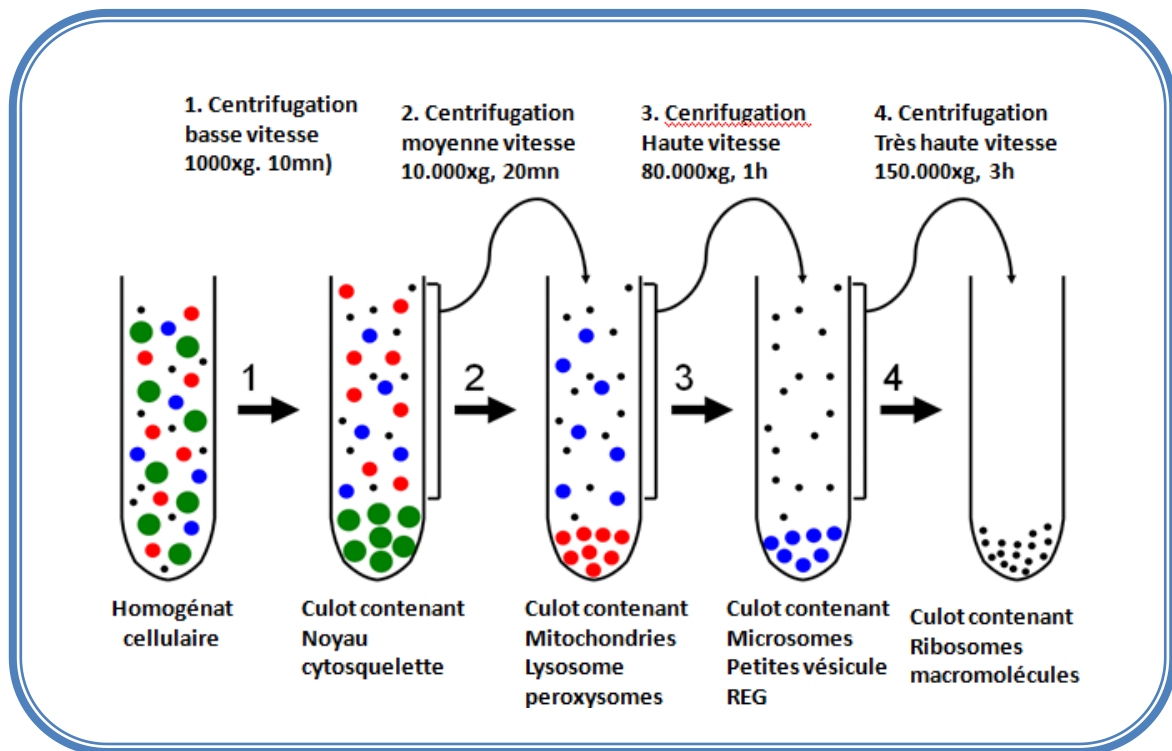 1. Centrifugation
basse vitesse
1000xg. 10mn)
2. Centrifugation
moyenne vitesse
10.000xg, 20mn
3. Cenrifugation
Haute vitesse
80.000xg, 1h
4. Centrifugation
Très haute vitesse
150.000xg, 3h
1
2
3
4
Homogénat
cellulaire
Culot contenant
Noyau
cytosquelette
Culot contenant
Mitochondries
Lysosome
peroxysomes
Culot contenant
Microsomes
Petites vésicule
REG
Culot contenant
Ribosomes
macromolécules